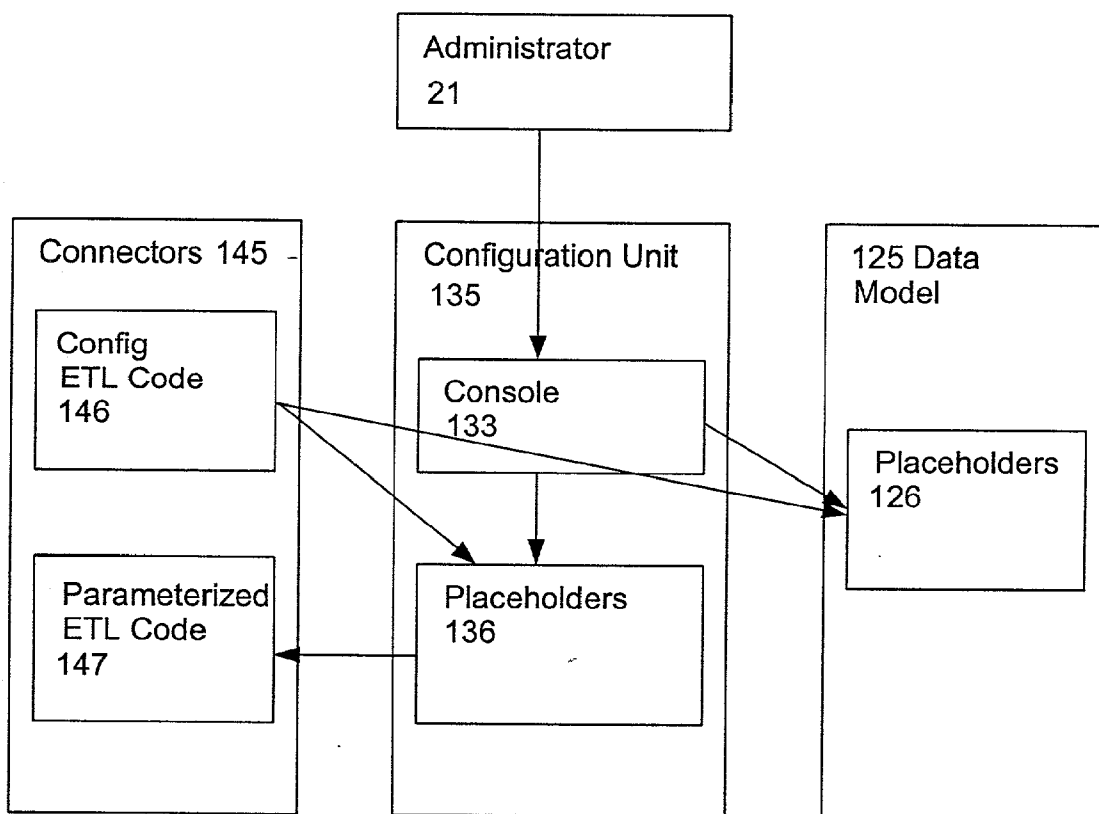 Administrator
21
Connectors 145
Config
ETL Code
146
Parameterized
ETL Code
147
Configuration Unit
135
Console
133
Placeholders
136
125 Data
Model
Placeholders
126